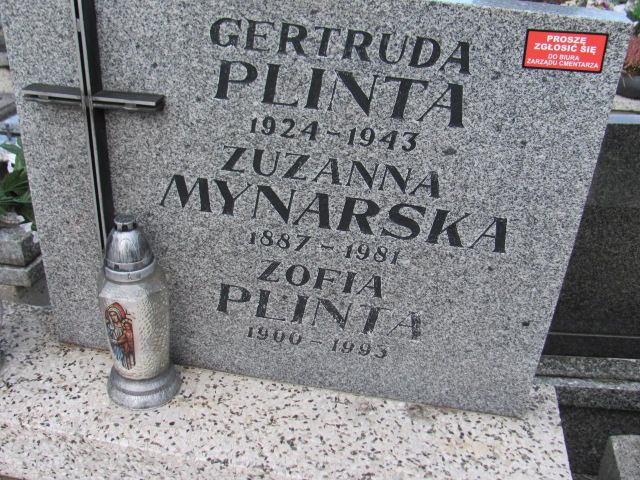 GERTRUDA
PLINTA
1924-1943
ZUZANNA
MYNARSKA
1887-1981
ZOFIA
PLINTA
1900-1993
PROSZĘ
ZGŁOSIĆ SIĘ
DO BIURA
ZARZĄDU CMENTARZA